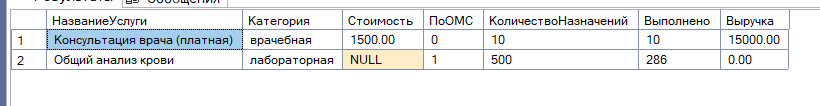 Сообщения
НазваниеУслуги Категория Стоимость ПоОМС КоличествоНазначений Выполнено Выручка
1 Консультация врача (платная) врачебная 1500.00 0 10 10 15000.00
2 Общий анализ крови лабораторная NULL 1 500 286 0.00